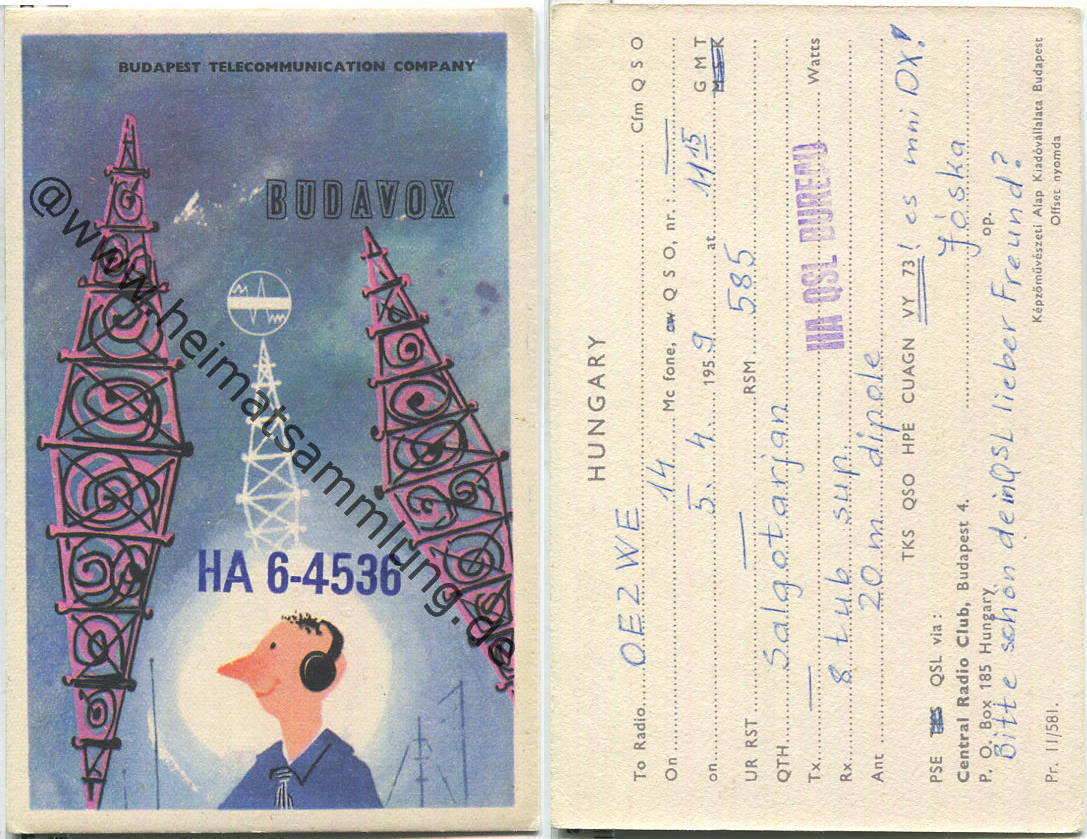 BUDAPEST TELECOMMUNICATION COMPANY
BUDAVOX
HA 6-4536
@www.heimatsammlung.de
HUNGARY
To Radio OE2WE Cfm QSO
On 14 Mc fone, cw QSO, nr.: —
on 5. 4. 1959 at 11 15 GMT
MSK
UR RST — RSM 585
QTH Salgotarjan
Tx — Watts
Rx 8 tub sup.
HA QSL BUREAU
Ant 20 m dipole
TKS QSO HPE CUAGN VY 73! es mni DX!
PSE TKS QSL via:
Jóska
Central Radio Club, Budapest 4. op.
P. O. Box 185 Hungary
Bitte schön dein QSL lieber Freund?
Képzőművészeti Alap Kiadóvállalata Budapest
Pr. 11/581. Offset nyomda